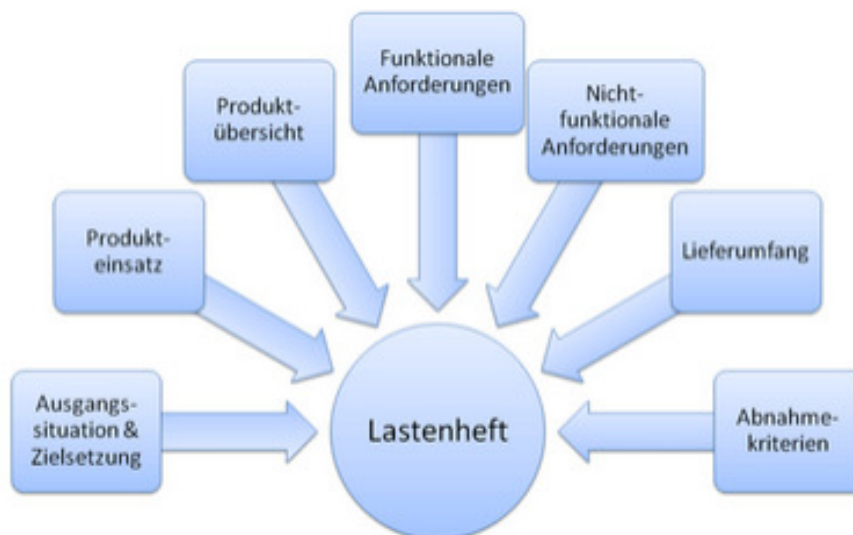 Funktionale
Anforderungen
Produkt-
übersicht
Nicht-
funktionale
Anforderungen
Produkt-
einsatz
Lieferumfang
Ausgangs-
situation &
Zielsetzung
Lastenheft
Abnahme-
kriterien